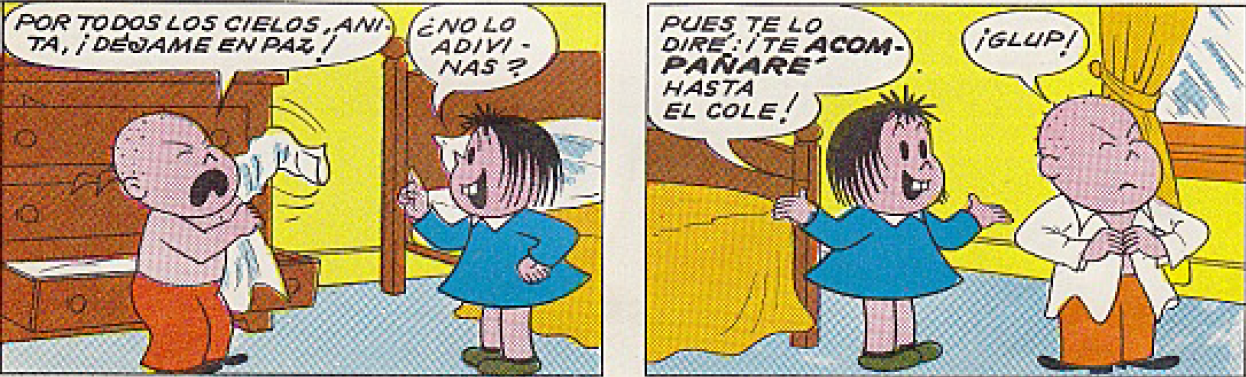 POR TODOS LOS CIELOS, ANI-
TA, ¡DÉJAME EN PAZ!
¿NO LO
ADIVI-
NAS?
PUES, TE LO
DIRÉ: ¡TE ACOM-
PAÑARÉ
HASTA
EL COLE!
¡GLUP!